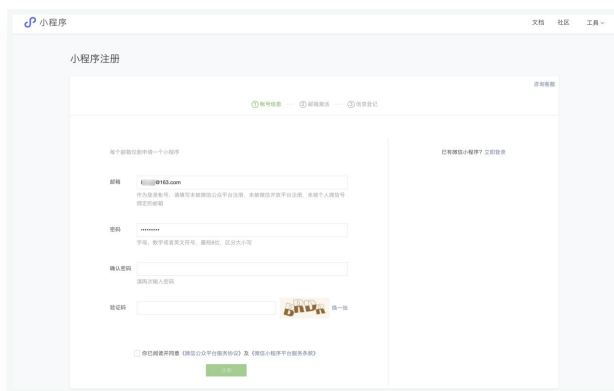 小程序
文档 社区 工具
小程序注册
咨询客服
① 帐号信息 — ② 邮箱激活 — ③ 信息登记
每个邮箱仅能申请一个小程序
已有微信小程序？立即登录
邮箱
@163.com
作为登录帐号，请填写未被微信公众平台注册，未被微信开放平台注册，未被个人微信号绑定的邮箱
密码
字母、数字或者英文符号，最短8位，区分大小写
确认密码
请再次输入密码
验证码
换一张
你已阅读并同意《微信公众平台服务协议》及《微信小程序平台服务条款》
注册